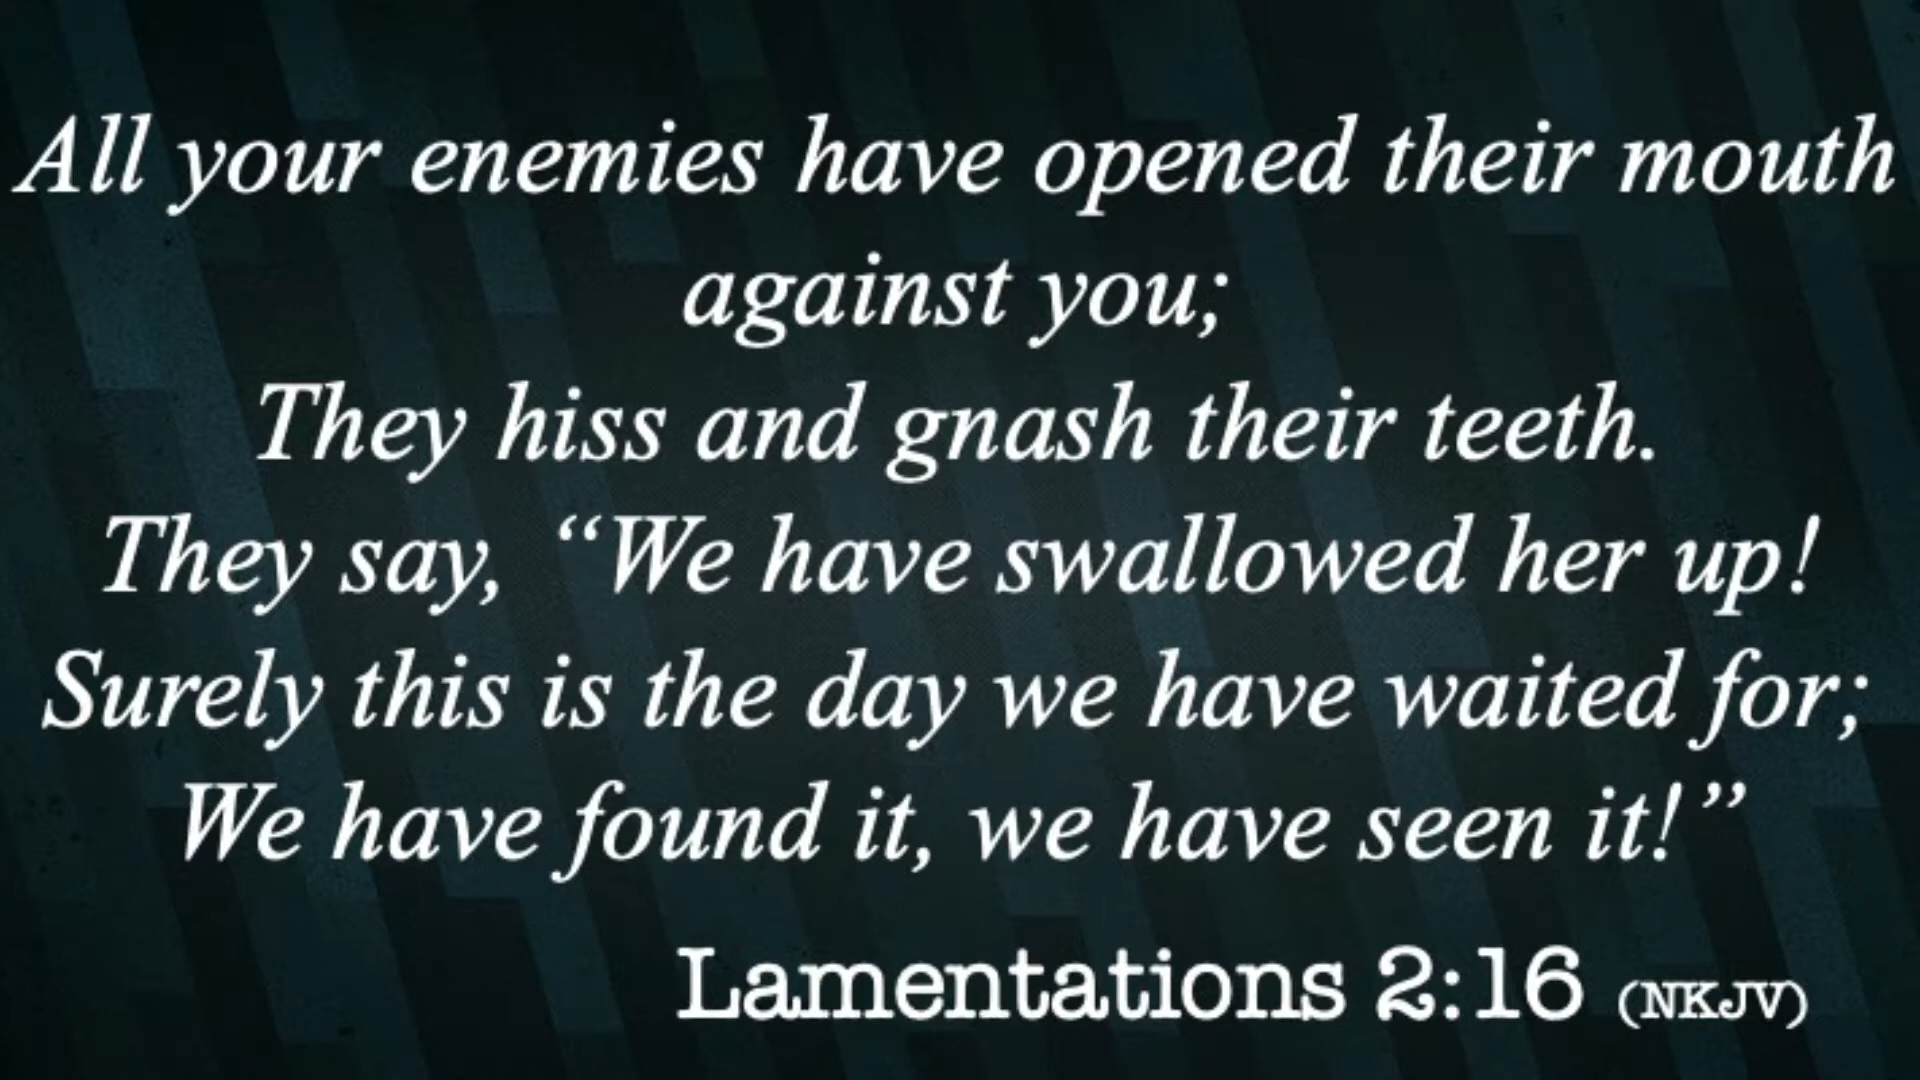 All your enemies have opened their mouth
against you;
They hiss and gnash their teeth.
They say, “We have swallowed her up!
Surely this is the day we have waited for;
We have found it, we have seen it!”
Lamentations 2:16 (NKJV)